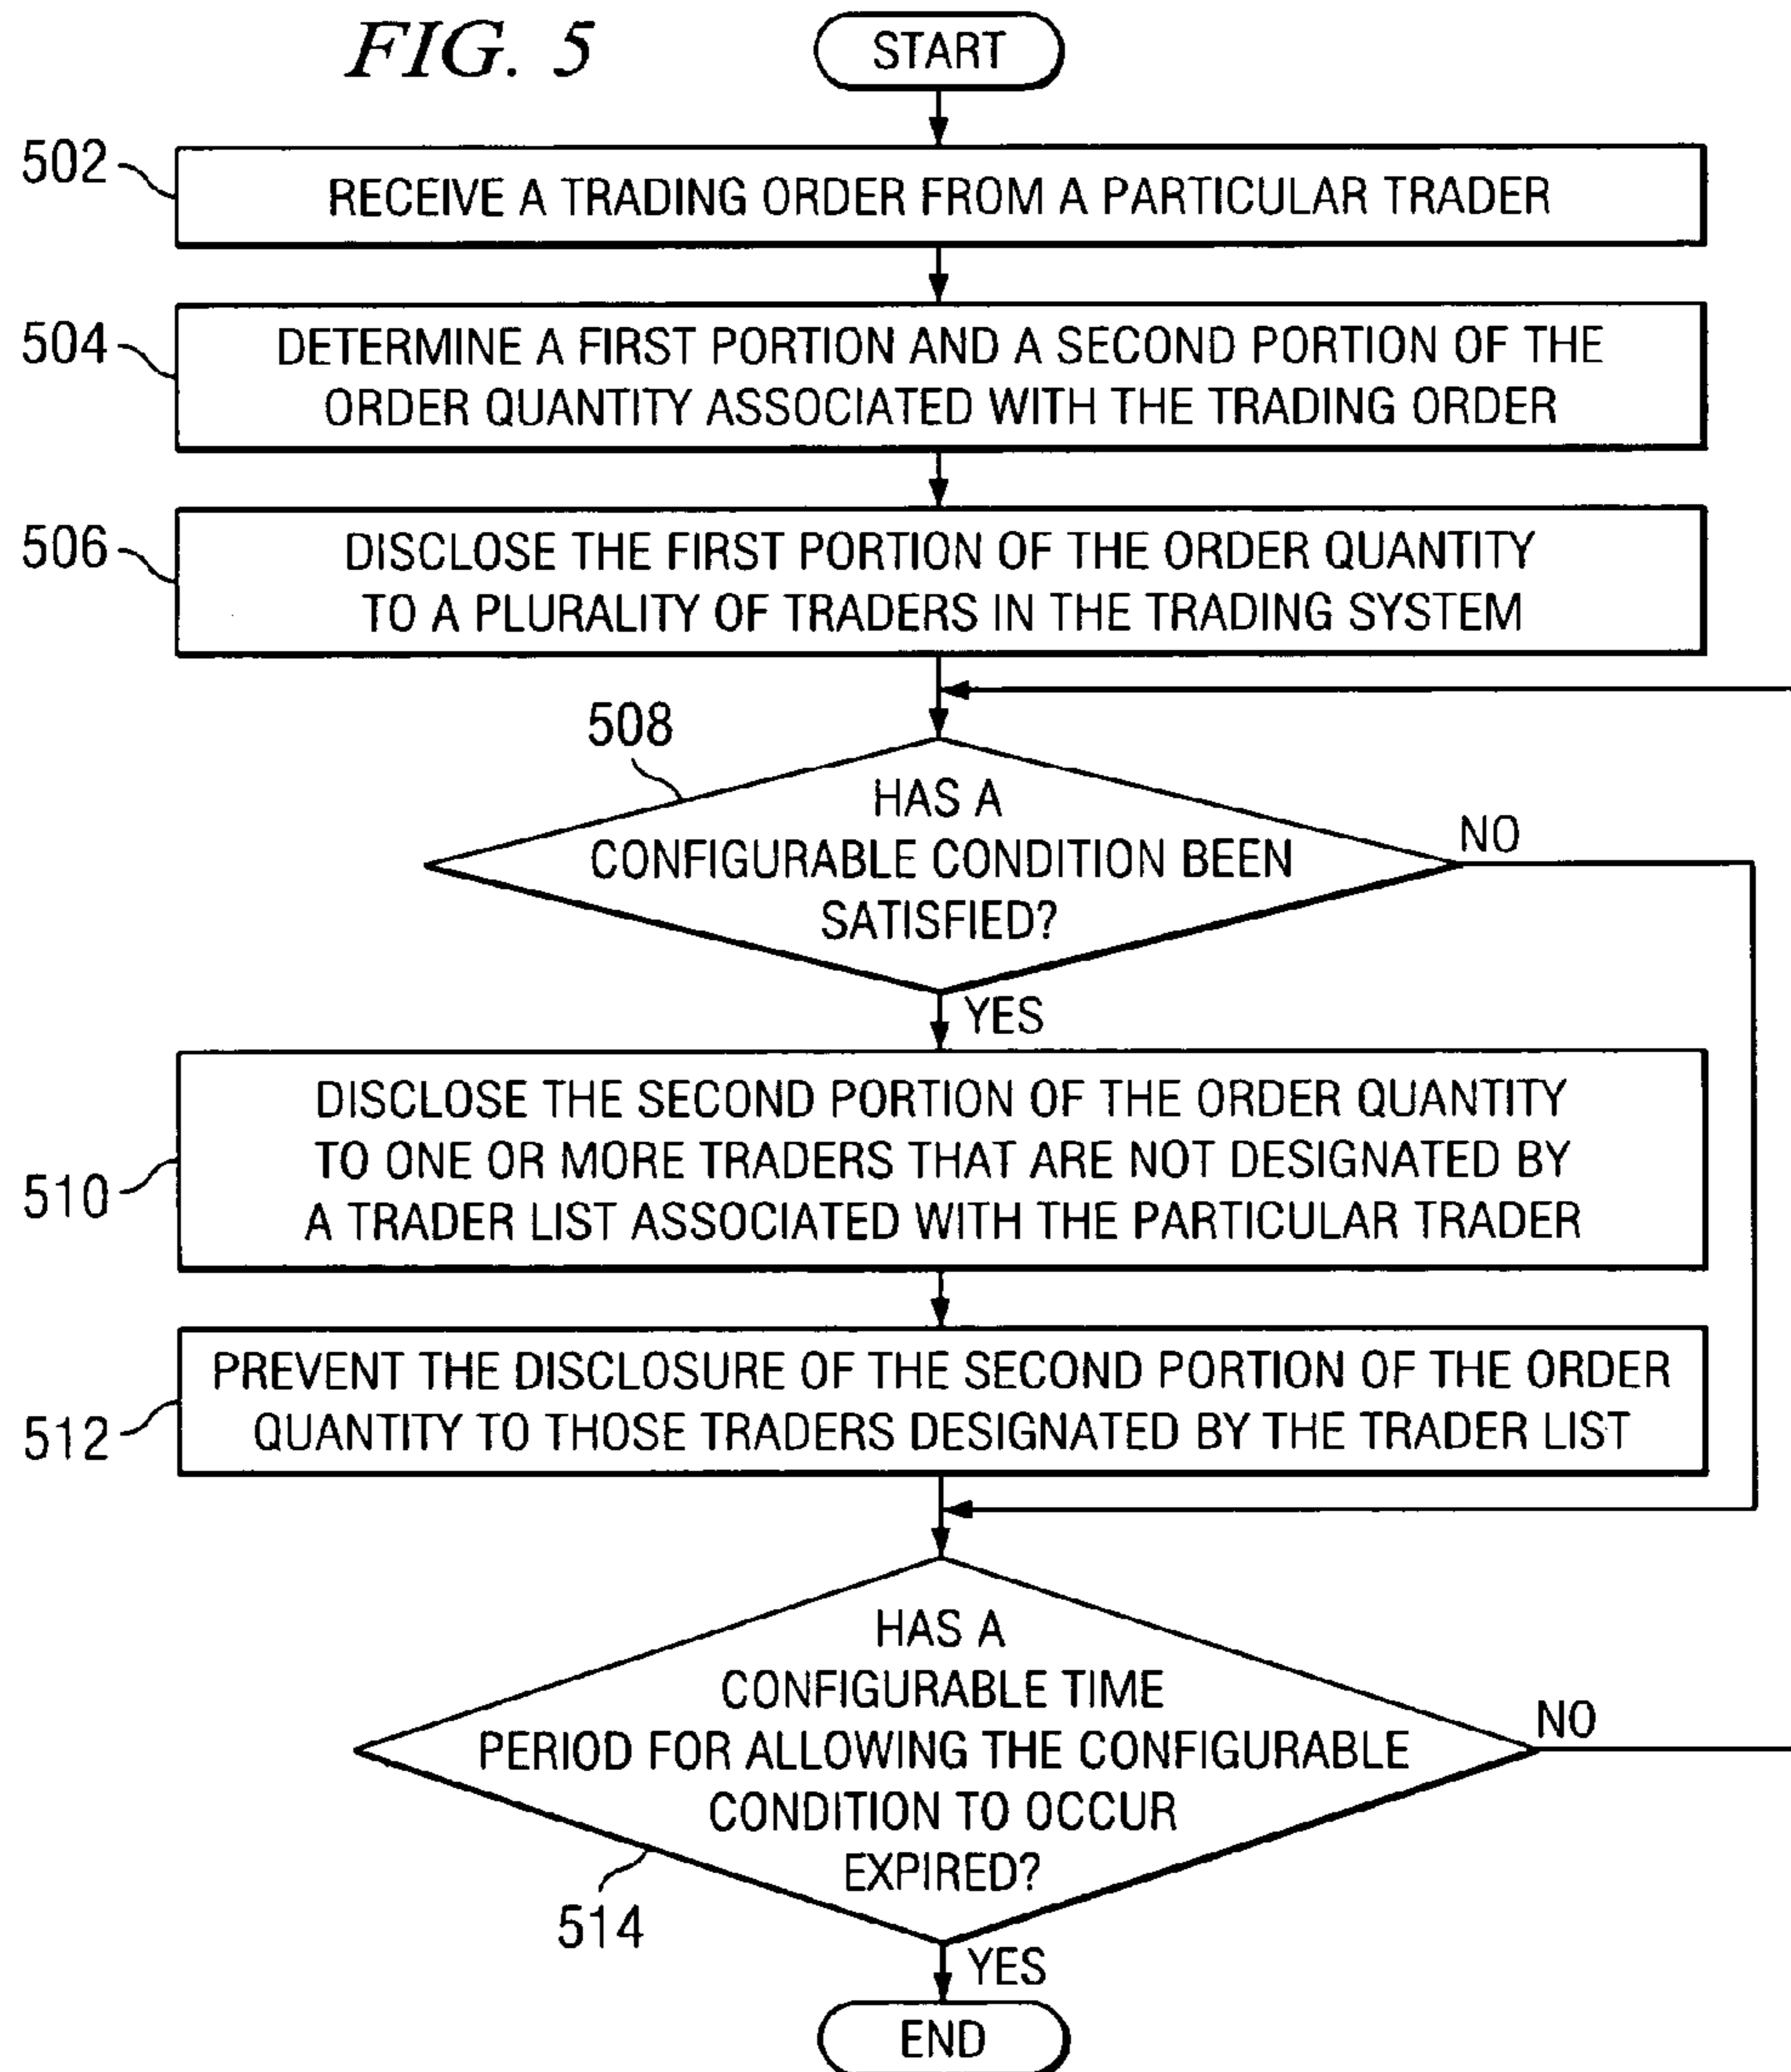 FIG. 5
START
502
RECEIVE A TRADING ORDER FROM A PARTICULAR TRADER
504
DETERMINE A FIRST PORTION AND A SECOND PORTION OF THE
ORDER QUANTITY ASSOCIATED WITH THE TRADING ORDER
506
DISCLOSE THE FIRST PORTION OF THE ORDER QUANTITY
TO A PLURALITY OF TRADERS IN THE TRADING SYSTEM
508
HAS A
CONFIGURABLE CONDITION BEEN
SATISFIED?
NO
YES
510
DISCLOSE THE SECOND PORTION OF THE ORDER QUANTITY
TO ONE OR MORE TRADERS THAT ARE NOT DESIGNATED BY
A TRADER LIST ASSOCIATED WITH THE PARTICULAR TRADER
512
PREVENT THE DISCLOSURE OF THE SECOND PORTION OF THE ORDER
QUANTITY TO THOSE TRADERS DESIGNATED BY THE TRADER LIST
HAS A
CONFIGURABLE TIME
PERIOD FOR ALLOWING THE CONFIGURABLE
CONDITION TO OCCUR
EXPIRED?
NO
514
YES
END